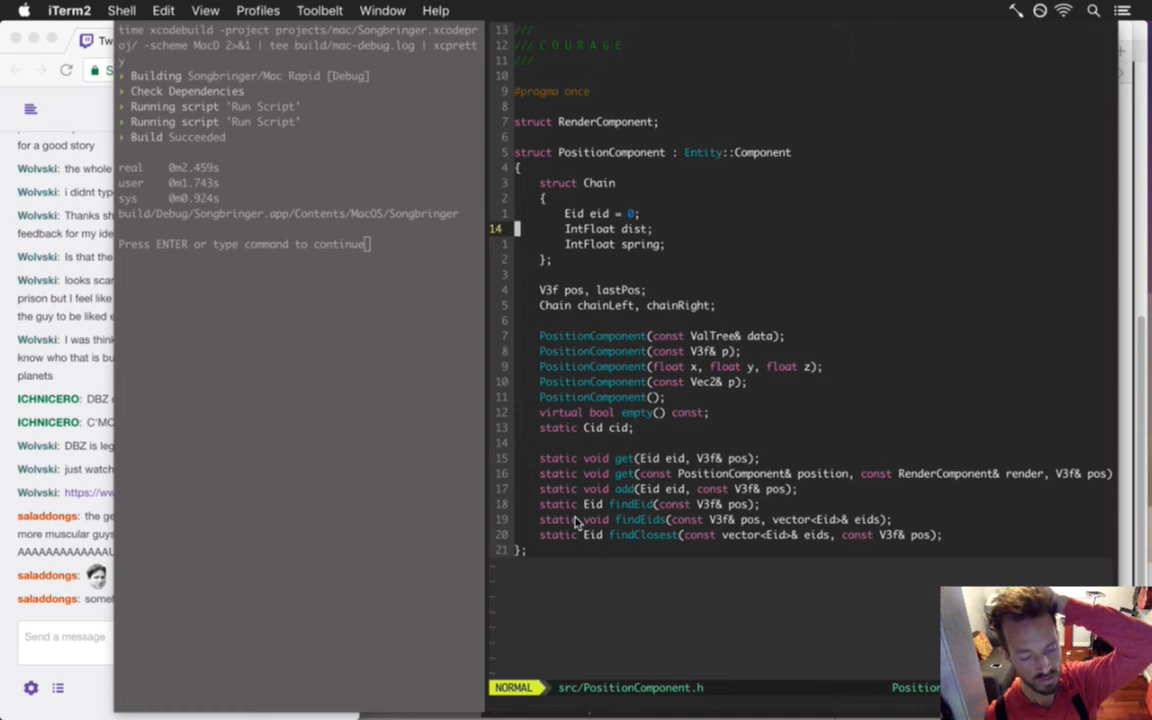 iTerm2 Shell Edit View Profiles Toolbelt Window Help
Tw
S
for a good story
Wolvski: the whole
Wolvski: i didnt typ
Wolvski: Thanks sh
feedback for my ide
Wolvski: Is that the
Wolvski: looks scar
prison but I feel like
the guy to be liked e
Wolvski: I was think
know who that is bu
planets
ICHNICERO: DBZ
ICHNICERO: C'MO
Wolvski: DBZ is leg
Wolvski: just watch
Wolvski: https://ww
saladdongs: the ge
more muscular guys
AAAAAAAAAAAAU
saladdongs:
saladdongs: some
Send a message
time xcodebuild -project projects/mac/Songbringer.xcodepr
oj/ -scheme MacD 2>&1 | tee build/mac-debug.log | xcprett
y
Building Songbringer/Mac Rapid [Debug]
Check Dependencies
Running script 'Run Script'
Running script 'Run Script'
Build Succeeded
real 0m2.459s
user 0m1.743s
sys 0m0.924s
build/Debug/Songbringer.app/Contents/MacOS/Songbringer
Press ENTER or type command to continue
13 ///
12 /// C O U R A G E
11 ///
10
9 #pragma once
8
7 struct RenderComponent;
6
5 struct PositionComponent : Entity::Component
4 {
3 struct Chain
2 {
1 Eid eid = 0;
14 IntFloat dist;
1 IntFloat spring;
2 };
3
4 V3f pos, lastPos;
5 Chain chainLeft, chainRight;
6
7 PositionComponent(const ValTree& data);
8 PositionComponent(const V3f& p);
9 PositionComponent(float x, float y, float z);
10 PositionComponent(const Vec2& p);
11 PositionComponent();
12 virtual bool empty() const;
13 static Cid cid;
14
15 static void get(Eid eid, V3f& pos);
16 static void get(const PositionComponent& position, const RenderComponent& render, V3f& pos)
17 static void add(Eid eid, const V3f& pos);
18 static Eid findEid(const V3f& pos);
19 static void findEids(const V3f& pos, vector<Eid>& eids);
20 static Eid findClosest(const vector<Eid>& eids, const V3f& pos);
21 };
NORMAL src/PositionComponent.h Position